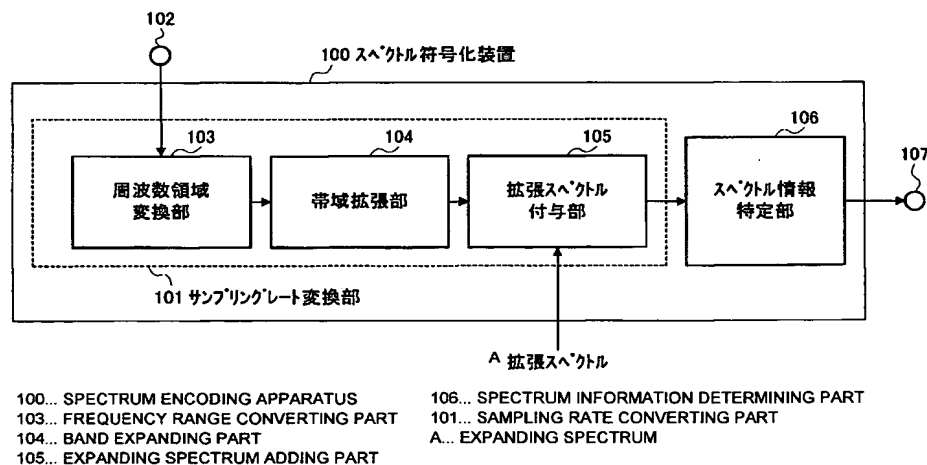 102
100 スペクトル符号化装置
103
104
105
106
107
周波数領域
変換部
帯域拡張部
拡張スペクトル
付与部
スペクトル情報
特定部
101 サンプリングレート変換部
A 拡張スペクトル
100... SPECTRUM ENCODING APPARATUS
103... FREQUENCY RANGE CONVERTING PART
104... BAND EXPANDING PART
105... EXPANDING SPECTRUM ADDING PART
106... SPECTRUM INFORMATION DETERMINING PART
101... SAMPLING RATE CONVERTING PART
A... EXPANDING SPECTRUM